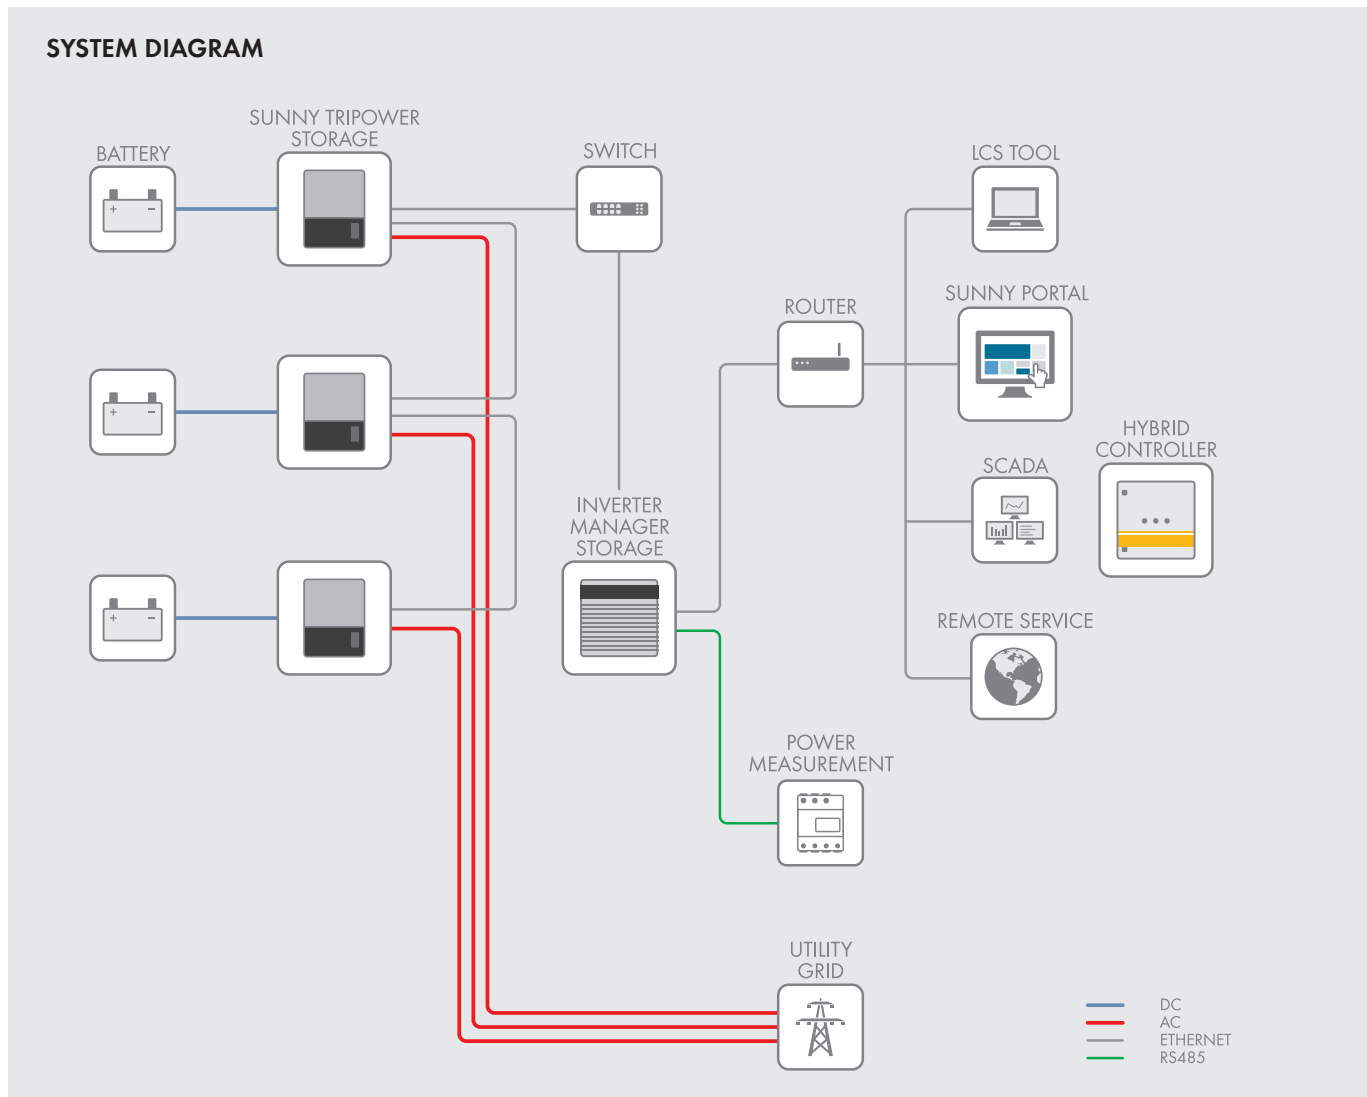 SYSTEM DIAGRAM
SUNNY TRIPOWER
STORAGE
BATTERY
SWITCH
LCS TOOL
SUNNY PORTAL
ROUTER
HYBRID
CONTROLLER
SCADA
INVERTER
MANAGER
STORAGE
REMOTE SERVICE
POWER
MEASUREMENT
UTILITY
GRID
DC
AC
ETHERNET
RS485